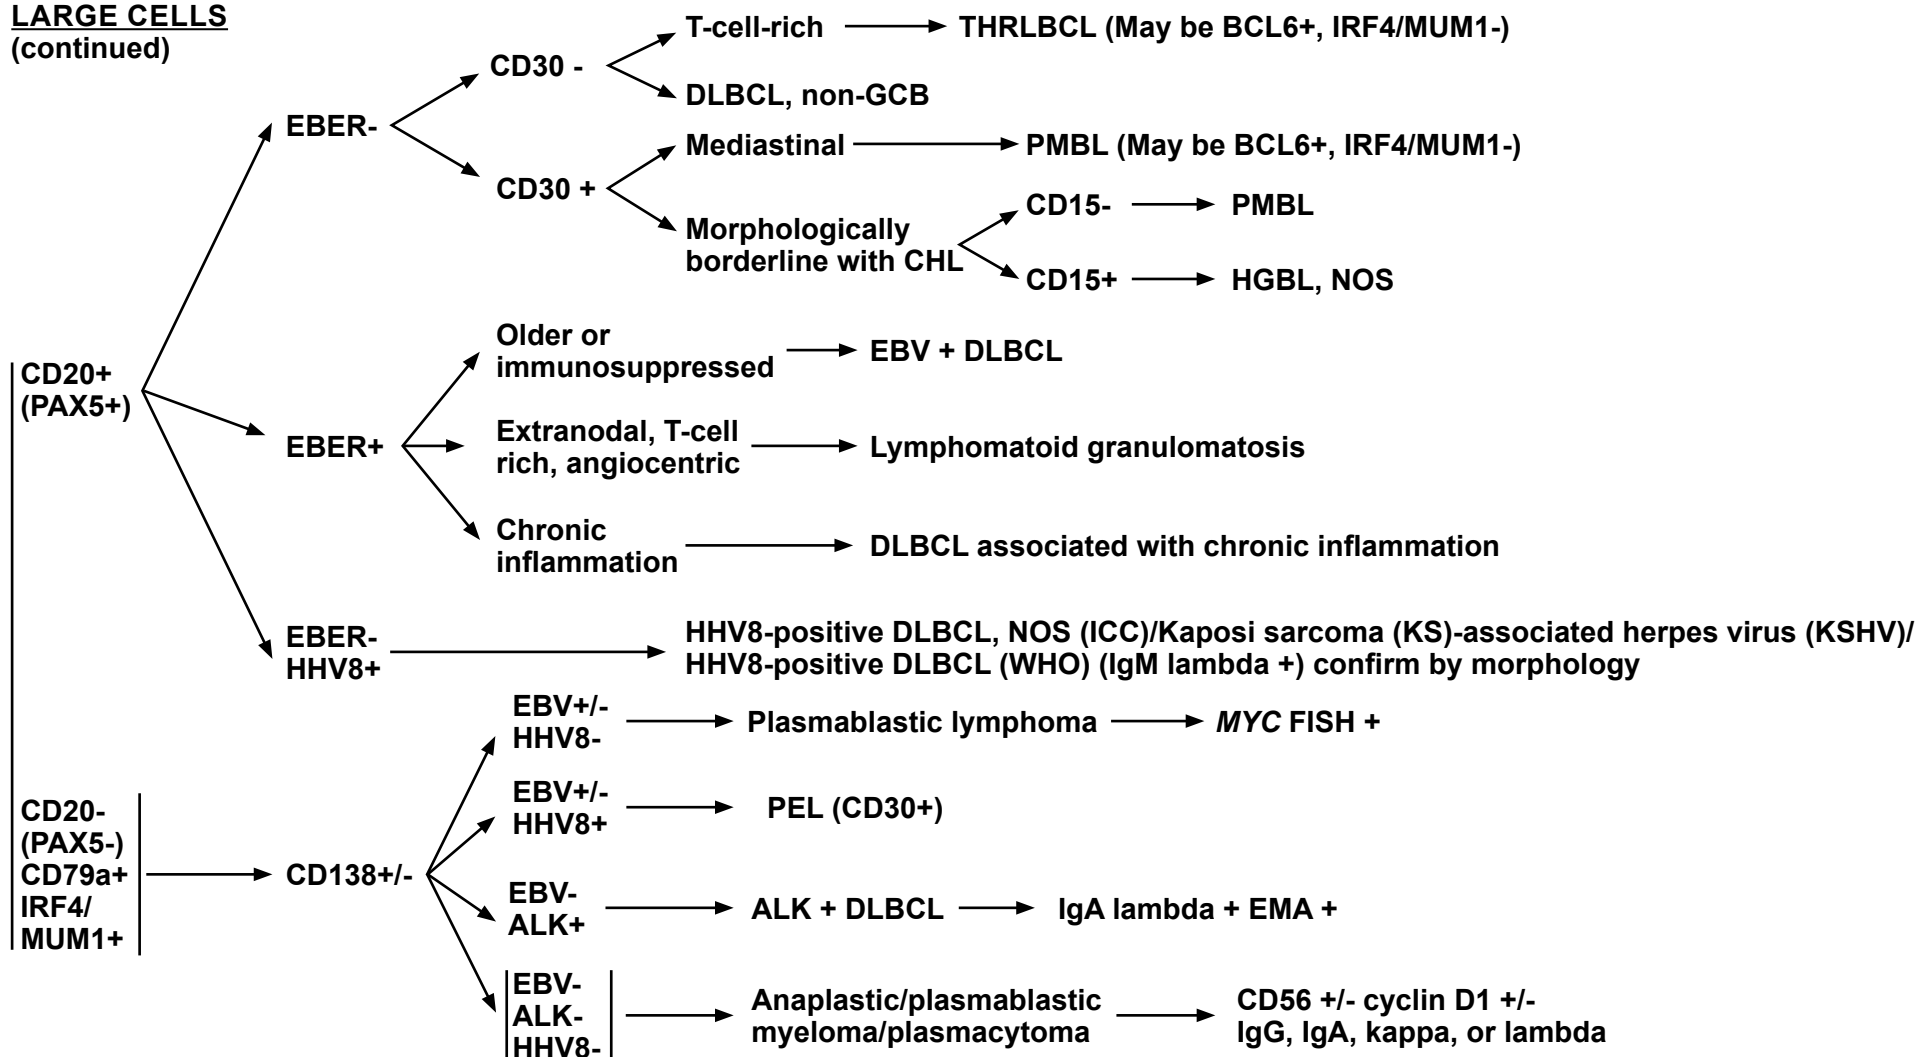 LARGE CELLS
(continued)
CD20+
(PAX5+)
EBER-
CD30 -
T-cell-rich
THRLBCL (May be BCL6+, IRF4/MUM1-)
DLBCL, non-GCB
CD30 +
Mediastinal
PMBL (May be BCL6+, IRF4/MUM1-)
Morphologically
borderline with CHL
CD15-
PMBL
CD15+
HGBL, NOS
EBER+
Older or
immunosuppressed
EBV + DLBCL
Extranodal, T-cell
rich, angiocentric
Lymphomatoid granulomatosis
Chronic
inflammation
DLBCL associated with chronic inflammation
EBER-
HHV8+
HHV8-positive DLBCL, NOS (ICC)/Kaposi sarcoma (KS)-associated herpes virus (KSHV)/
HHV8-positive DLBCL (WHO) (IgM lambda +) confirm by morphology
CD20-
(PAX5-)
CD79a+
IRF4/
MUM1+
CD138+/-
EBV+/-
HHV8-
Plasmablastic lymphoma
MYC FISH +
EBV+/-
HHV8+
PEL (CD30+)
EBV-
ALK+
ALK + DLBCL
IgA lambda + EMA +
EBV-
ALK-
HHV8-
Anaplastic/plasmablastic
myeloma/plasmacytoma
CD56 +/- cyclin D1 +/-
IgG, IgA, kappa, or lambda